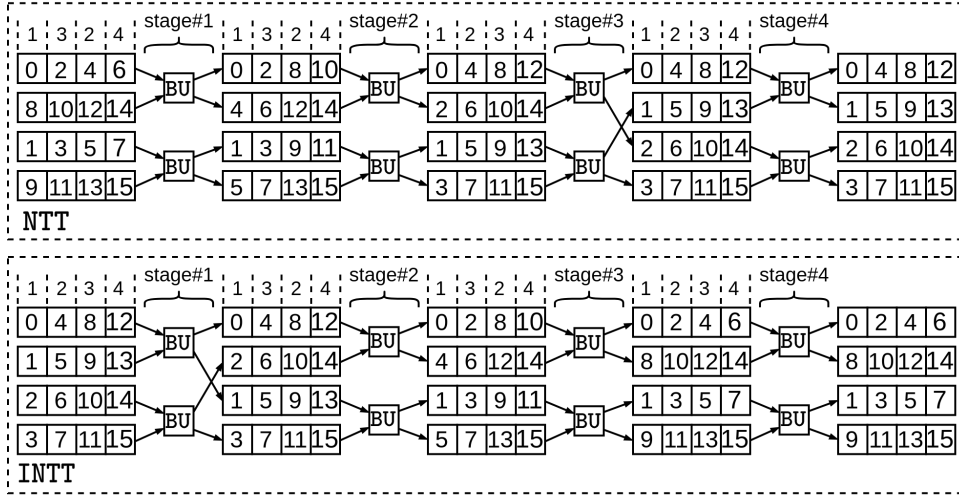 stage#1 stage#2 stage#3 stage#4
1 3 2 4 1 3 2 4 1 2 3 4 1 2 3 4
0 2 4 6 BU 0 2 8 10 BU 0 4 8 12 BU 0 4 8 12 BU 0 4 8 12
8 10 12 14 4 6 12 14 2 6 10 14 1 5 9 13 1 5 9 13
1 3 5 7 BU 1 3 9 11 BU 1 5 9 13 BU 2 6 10 14 BU 2 6 10 14
9 11 13 15 5 7 13 15 3 7 11 15 3 7 11 15 3 7 11 15
NTT
stage#1 stage#2 stage#3 stage#4
1 2 3 4 1 3 2 4 1 3 2 4 1 2 3 4
0 4 8 12 BU 0 4 8 12 BU 0 2 8 10 BU 0 2 4 6 BU 0 2 4 6
1 5 9 13 2 6 10 14 4 6 12 14 8 10 12 14 8 10 12 14
2 6 10 14 BU 1 5 9 13 BU 1 3 9 11 BU 1 3 5 7 BU 1 3 5 7
3 7 11 15 3 7 11 15 5 7 13 15 9 11 13 15 9 11 13 15
INTT